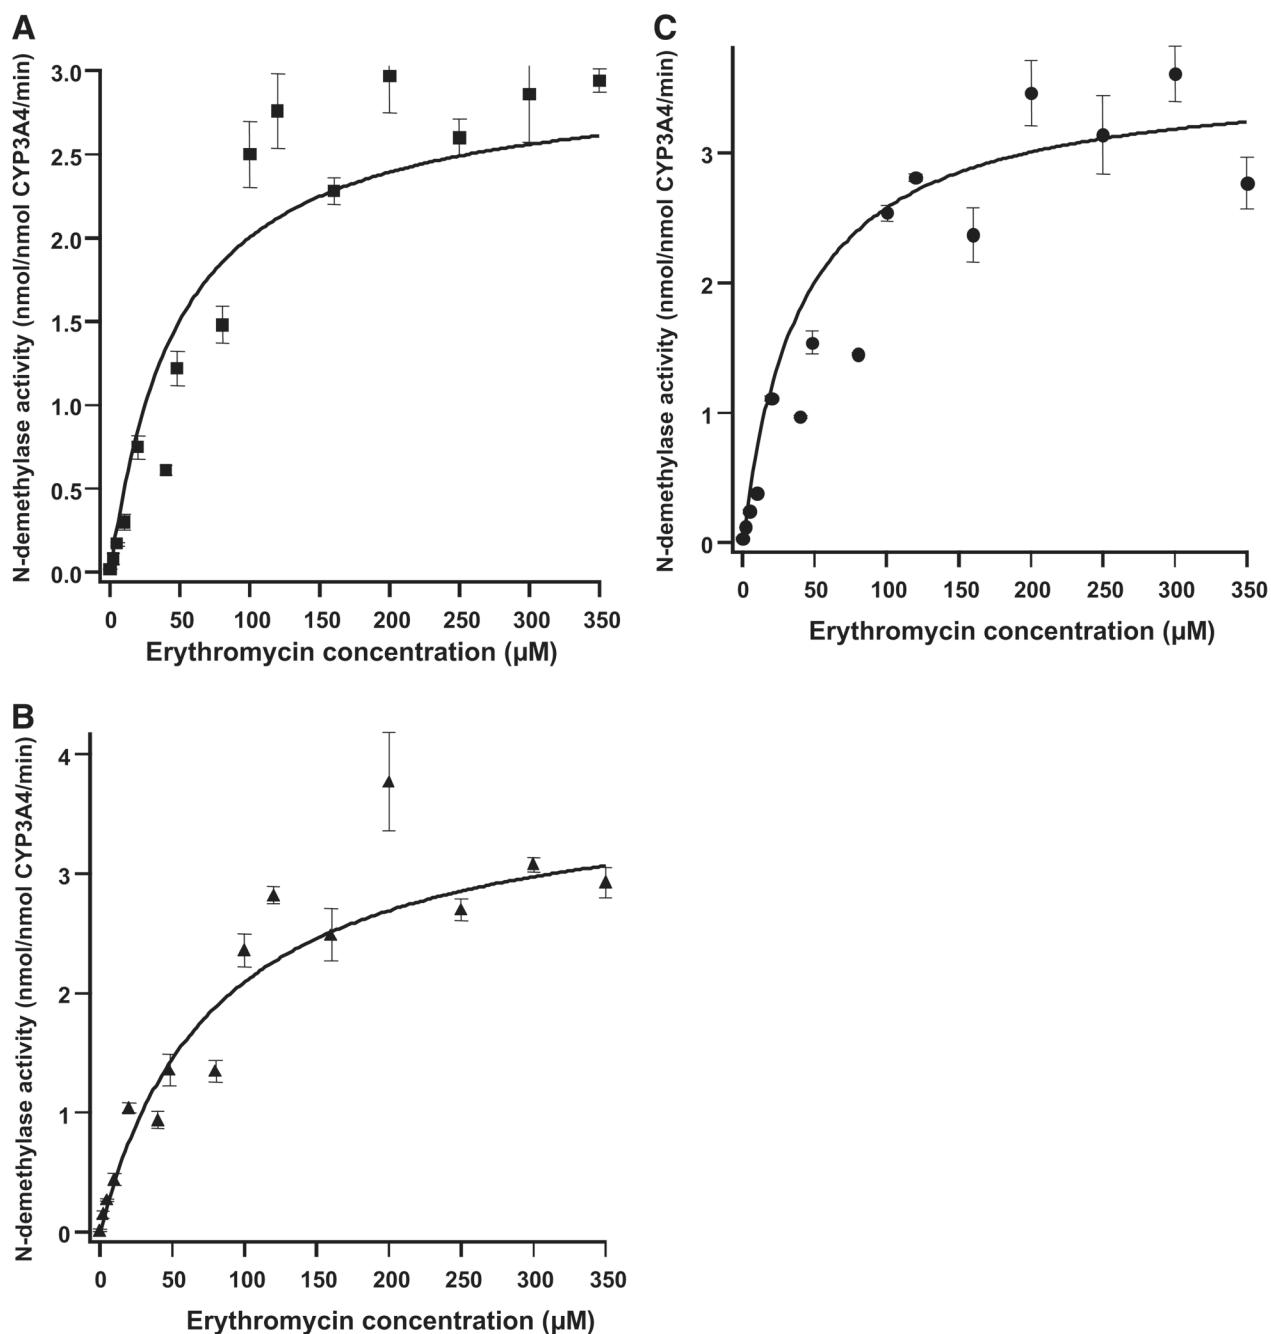 A
N-demethylase activity (nmol/nmol CYP3A4/min)
3.0
2.5
2.0
1.5
1.0
0.5
0.0
0 50 100 150 200 250 300 350
Erythromycin concentration (μM)
C
N-demethylase activity (nmol/nmol CYP3A4/min)
3
2
1
0
0 50 100 150 200 250 300 350
Erythromycin concentration (μM)
B
N-demethylase activity (nmol/nmol CYP3A4/min)
4
3
2
1
0
0 50 100 150 200 250 300 350
Erythromycin concentration (μM)